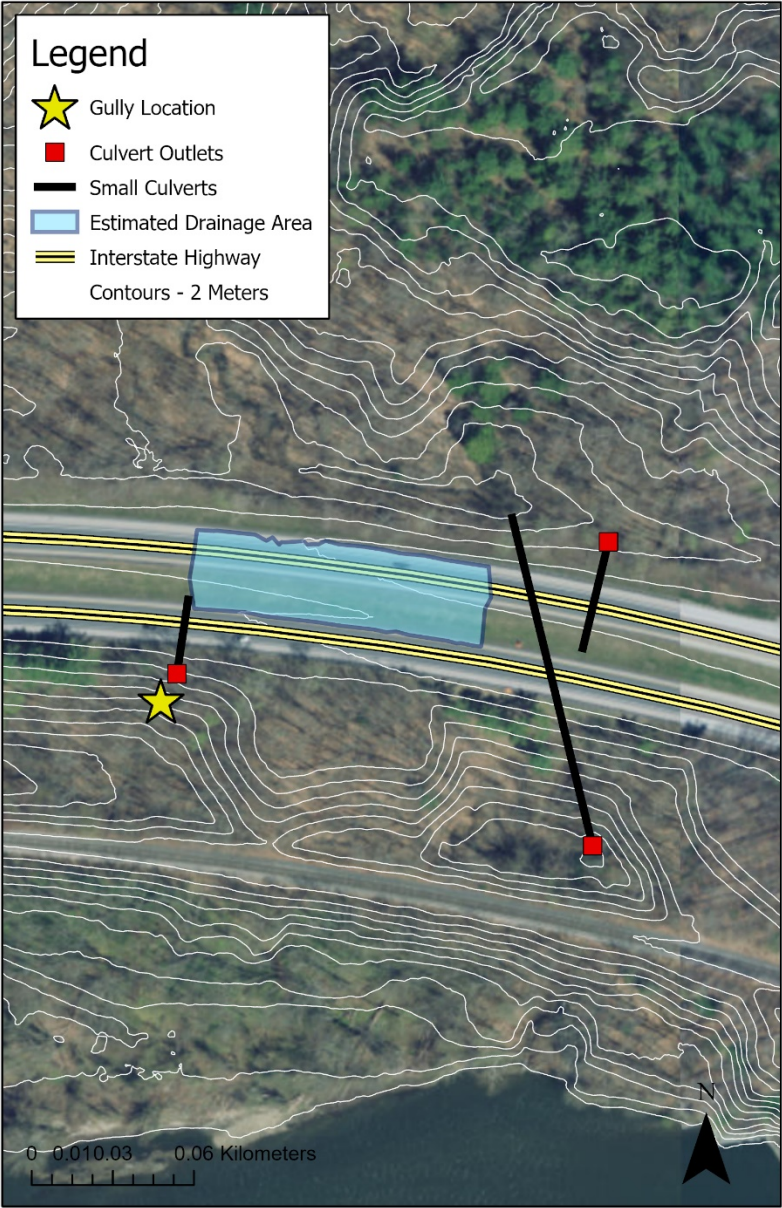 Legend
Gully Location
Culvert Outlets
Small Culverts
Estimated Drainage Area
Interstate Highway
Contours - 2 Meters
N
0 0.010.03 0.06 Kilometers